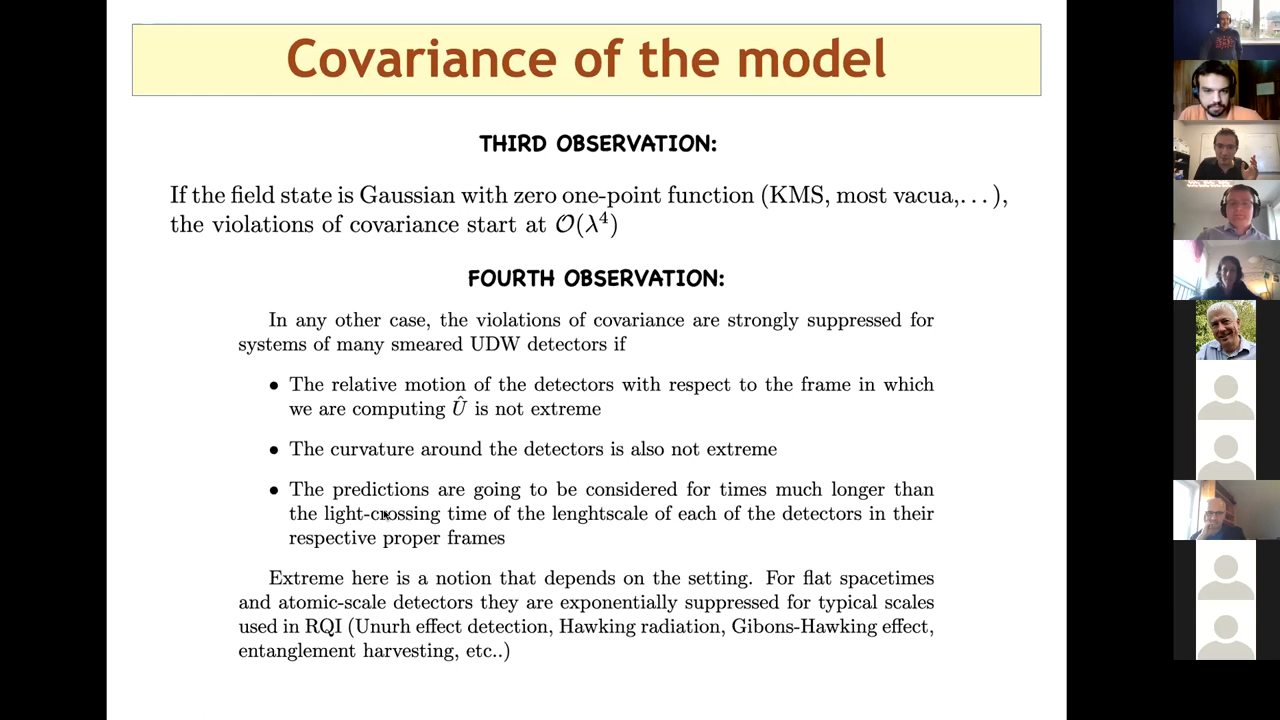 Covariance of the model
THIRD OBSERVATION:
If the field state is Gaussian with zero one-point function (KMS, most vacua,...),
the violations of covariance start at 𝒪(λ⁴)
FOURTH OBSERVATION:
In any other case, the violations of covariance are strongly suppressed for
systems of many smeared UDW detectors if
• The relative motion of the detectors with respect to the frame in which
we are computing Û is not extreme
• The curvature around the detectors is also not extreme
• The predictions are going to be considered for times much longer than
the light-crossing time of the lenghtscale of each of the detectors in their
respective proper frames
Extreme here is a notion that depends on the setting. For flat spacetimes
and atomic-scale detectors they are exponentially suppressed for typical scales
used in RQI (Unurh effect detection, Hawking radiation, Gibons-Hawking effect,
entanglement harvesting, etc..)